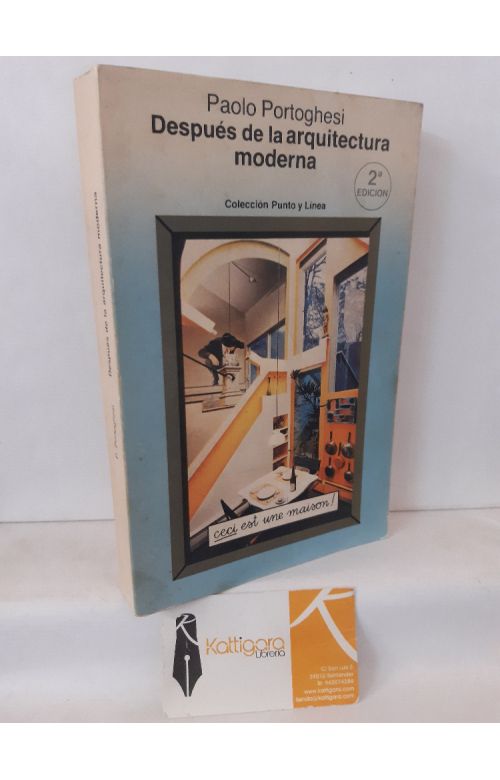 Paolo Portoghesi
Después de la arquitectura
moderna
2ª
EDICION
Colección Punto y Línea
ceci est une maison!
Después de la arquitectura moderna
Kattigara
Librería
www.kattigara.com